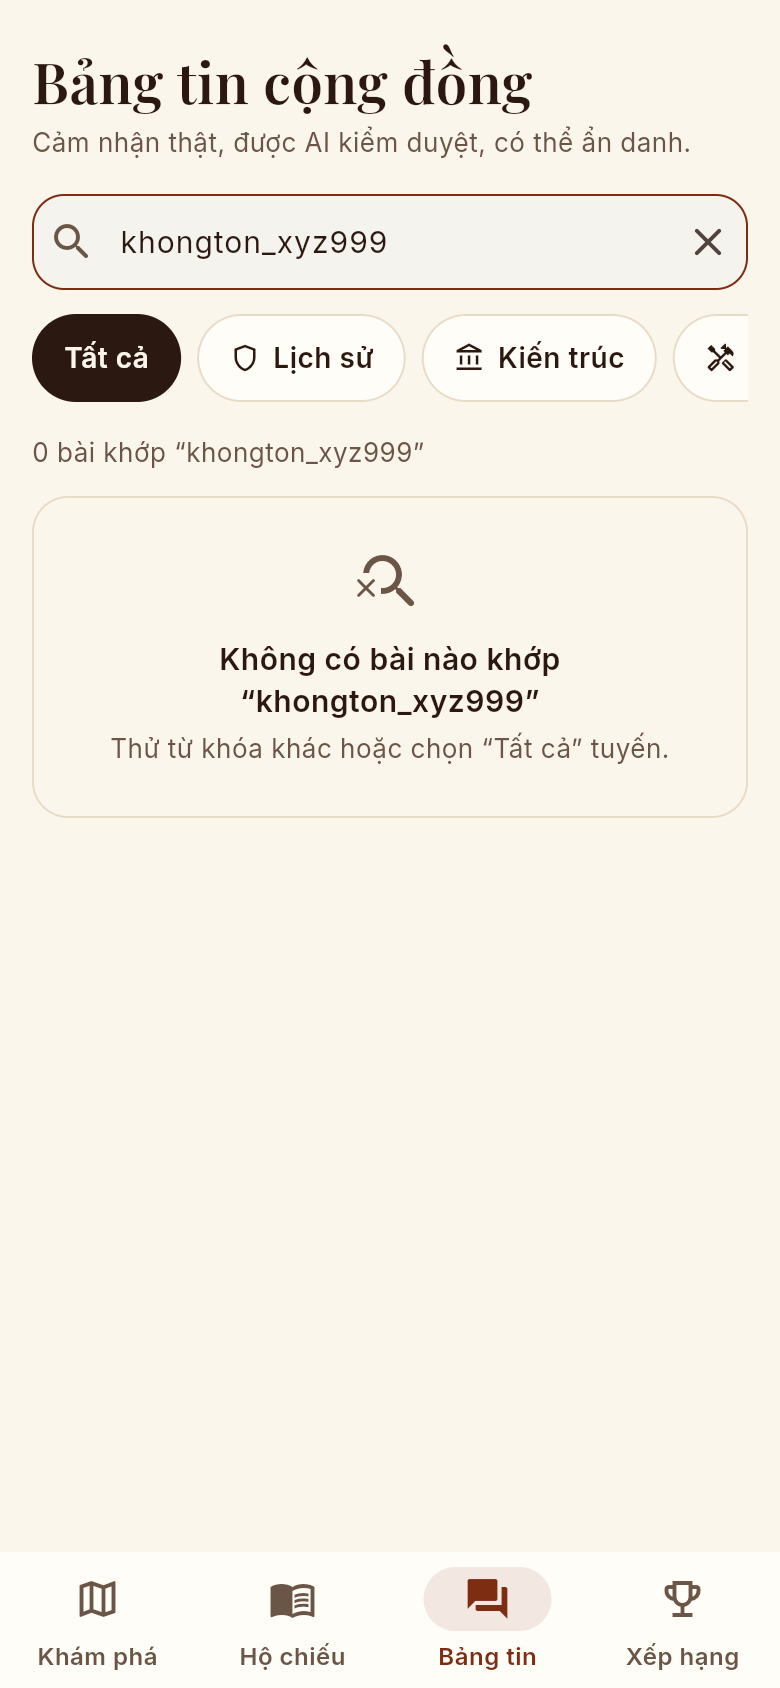 Bảng tin cộng đồng
Cảm nhận thật, được AI kiểm duyệt, có thể ẩn danh.
khongton_xyz999
Tất cả
Lịch sử
Kiến trúc
0 bài khớp “khongton_xyz999”
Không có bài nào khớp
“khongton_xyz999”
Thử từ khóa khác hoặc chọn “Tất cả” tuyến.
Khám phá
Hộ chiếu
Bảng tin
Xếp hạng